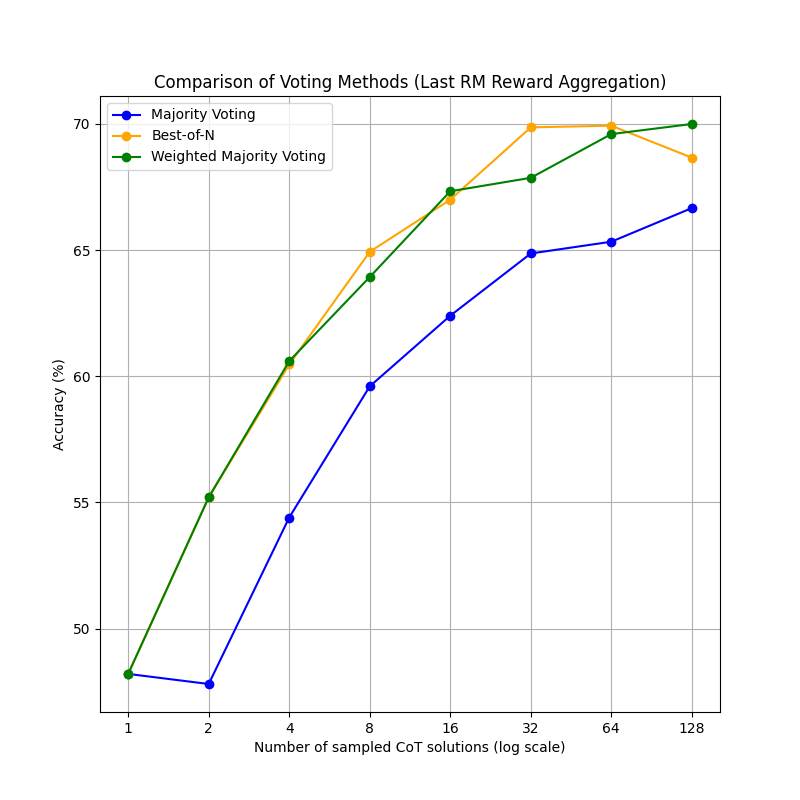 Comparison of Voting Methods (Last RM Reward Aggregation)
Majority Voting
Best-of-N
Weighted Majority Voting
70
65
60
55
50
Accuracy (%)
1 2 4 8 16 32 64 128
Number of sampled CoT solutions (log scale)